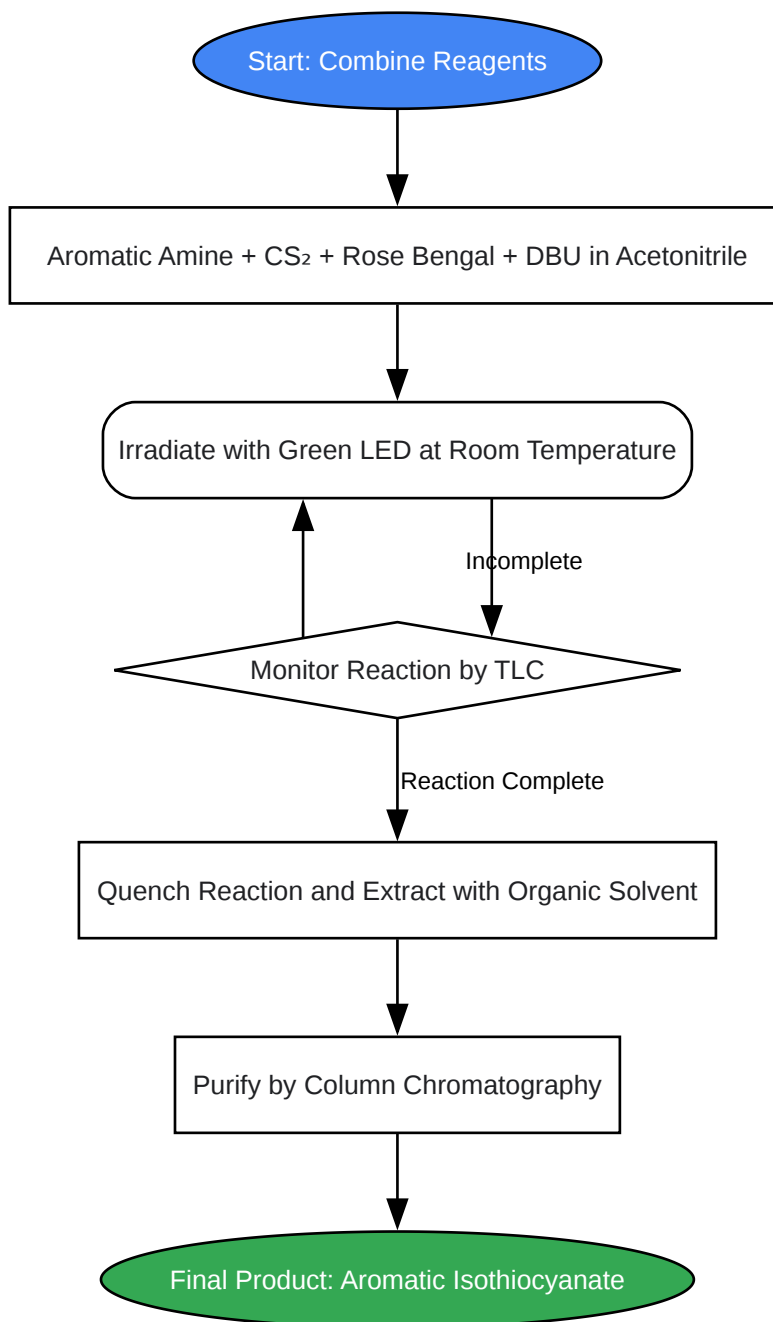 Start: Combine Reagents
Aromatic Amine + CS₂ + Rose Bengal + DBU in Acetonitrile
Irradiate with Green LED at Room Temperature
Incomplete
Monitor Reaction by TLC
Reaction Complete
Quench Reaction and Extract with Organic Solvent
Purify by Column Chromatography
Final Product: Aromatic Isothiocyanate